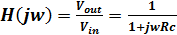 H(jw) = V_out / V_in = 1 / (1+jwRc)